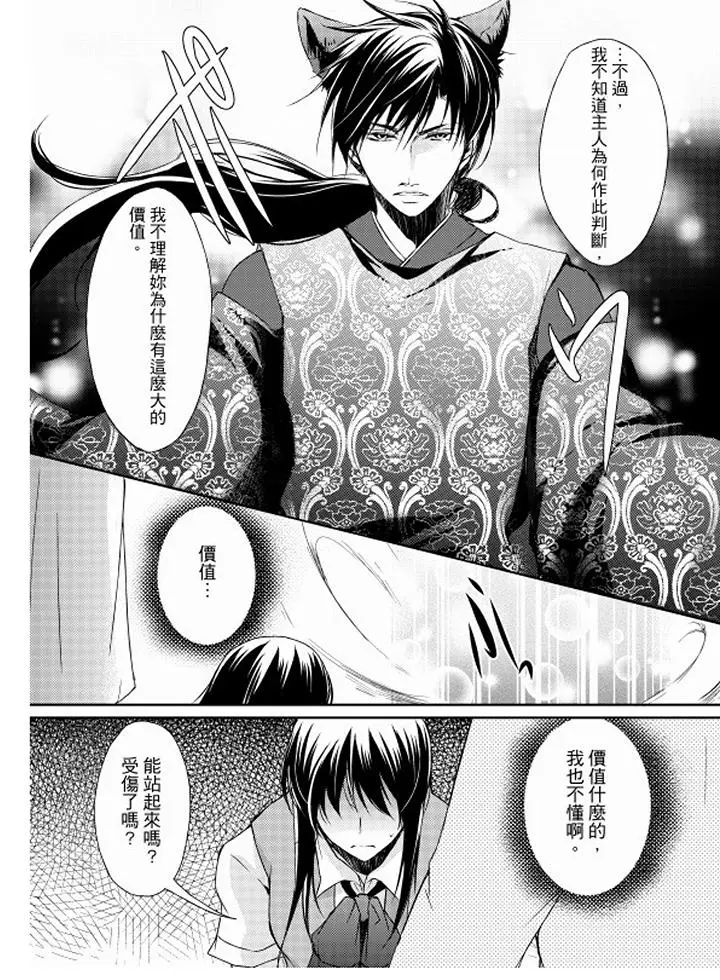 …不過，
我不知道主人為何作此判斷，
我不理解妳為什麼有這麼大的
價值。
價值…
價值什麼的，
我也不懂啊。
能站起來嗎？
受傷了嗎？